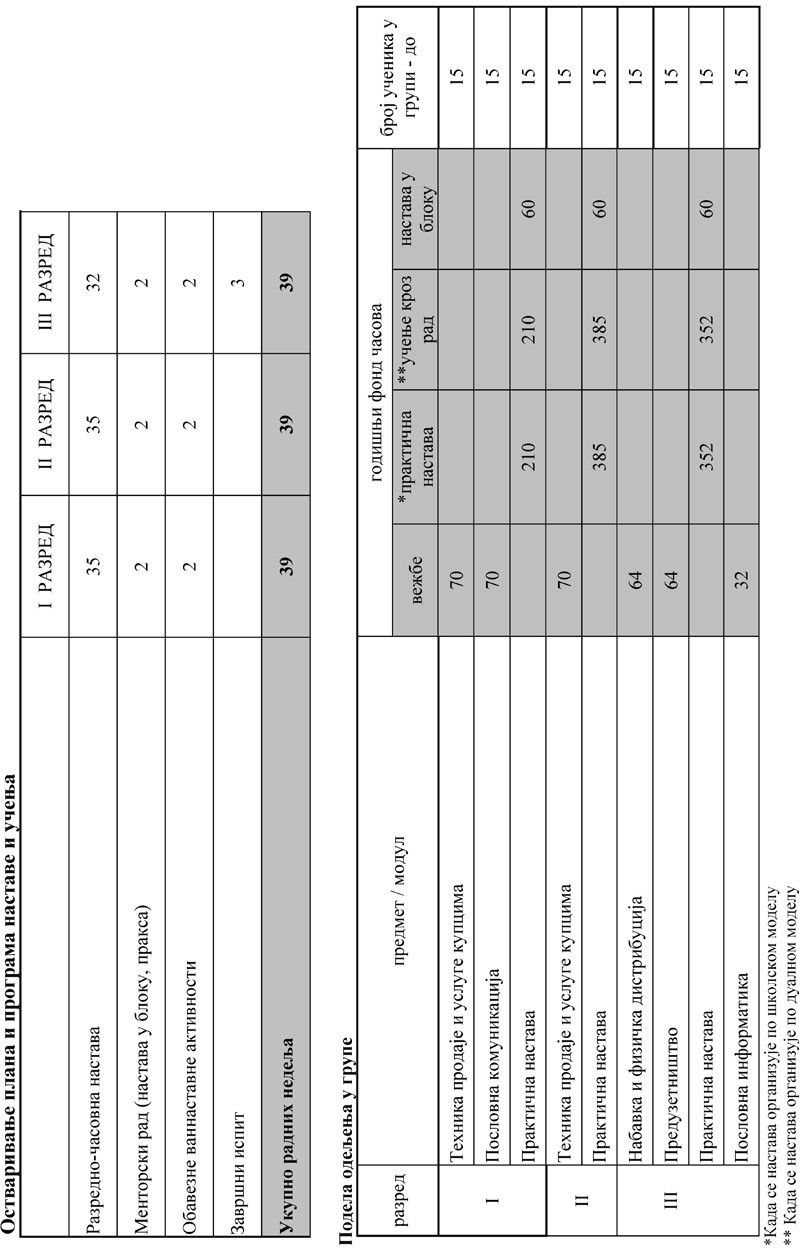 Остваривање плана и програма наставе и учења
I РАЗРЕД II РАЗРЕД III РАЗРЕД
Разредно-часовна настава 35 35 32
Менторски рад (настава у блоку, пракса) 2 2 2
Обавезне ваннаставне активности 2 2 2
Завршни испит 3
Укупно радних недеља 39 39 39
Подела одељења у групе
разред предмет / модул годишњи фонд часова број ученика у
групи - до
вежбе *практична
настава **учење кроз
рад настава у
блоку
I Техника продаје и услуге купцима 70 15
Пословна комуникација 70 15
Практична настава 210 210 60 15
II Техника продаје и услуге купцима 70 15
Практична настава 385 385 60 15
III Набавка и физичка дистрибуција 64 15
Предузетништво 64 15
Практична настава 352 352 60 15
Пословна информатика 32 15
*Када се настава организује по школском моделу
** Када се настава организује по дуалном моделу